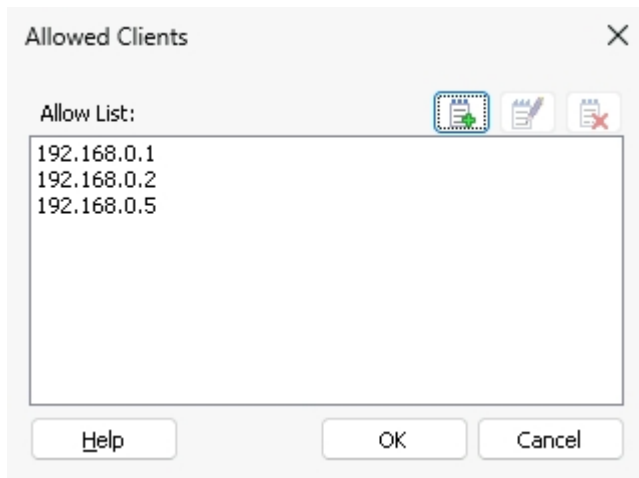 Allowed Clients
Allow List:
192.168.0.1
192.168.0.2
192.168.0.5
Help OK Cancel